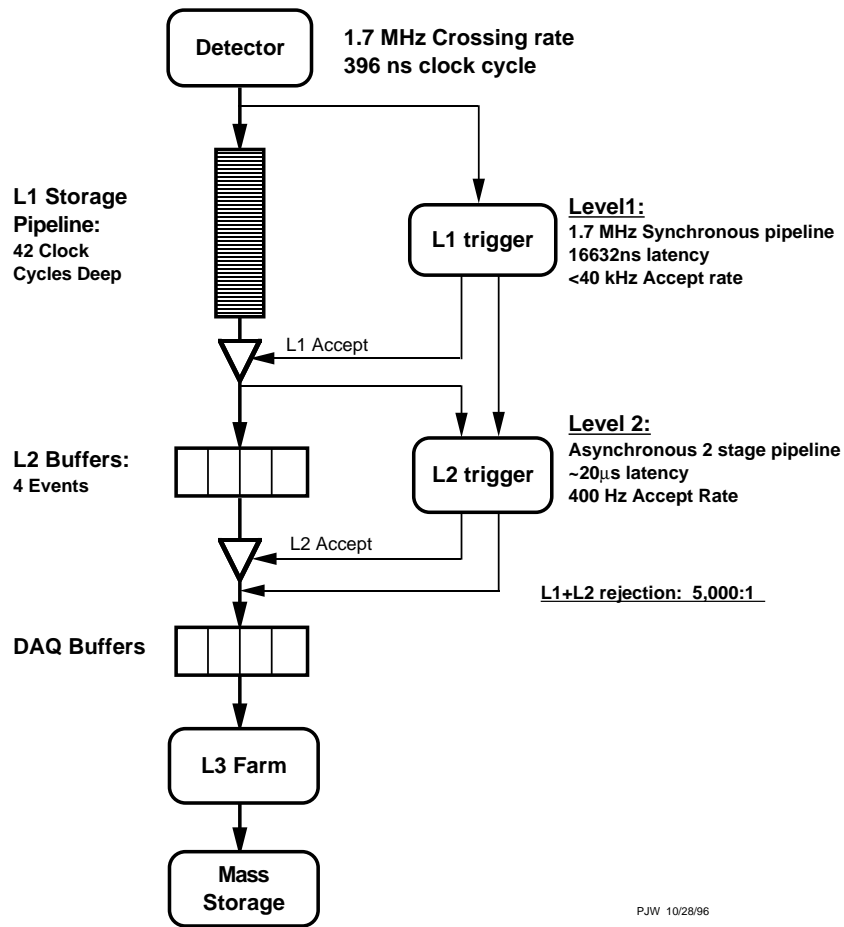 Detector
1.7 MHz Crossing rate
396 ns clock cycle
L1 Storage
Pipeline:
42 Clock
Cycles Deep
L1 trigger
Level1:
1.7 MHz Synchronous pipeline
16632ns latency
<40 kHz Accept rate
L1 Accept
L2 Buffers:
4 Events
L2 trigger
Level 2:
Asynchronous 2 stage pipeline
~20μs latency
400 Hz Accept Rate
L2 Accept
L1+L2 rejection: 5,000:1
DAQ Buffers
L3 Farm
Mass
Storage
PJW 10/28/96